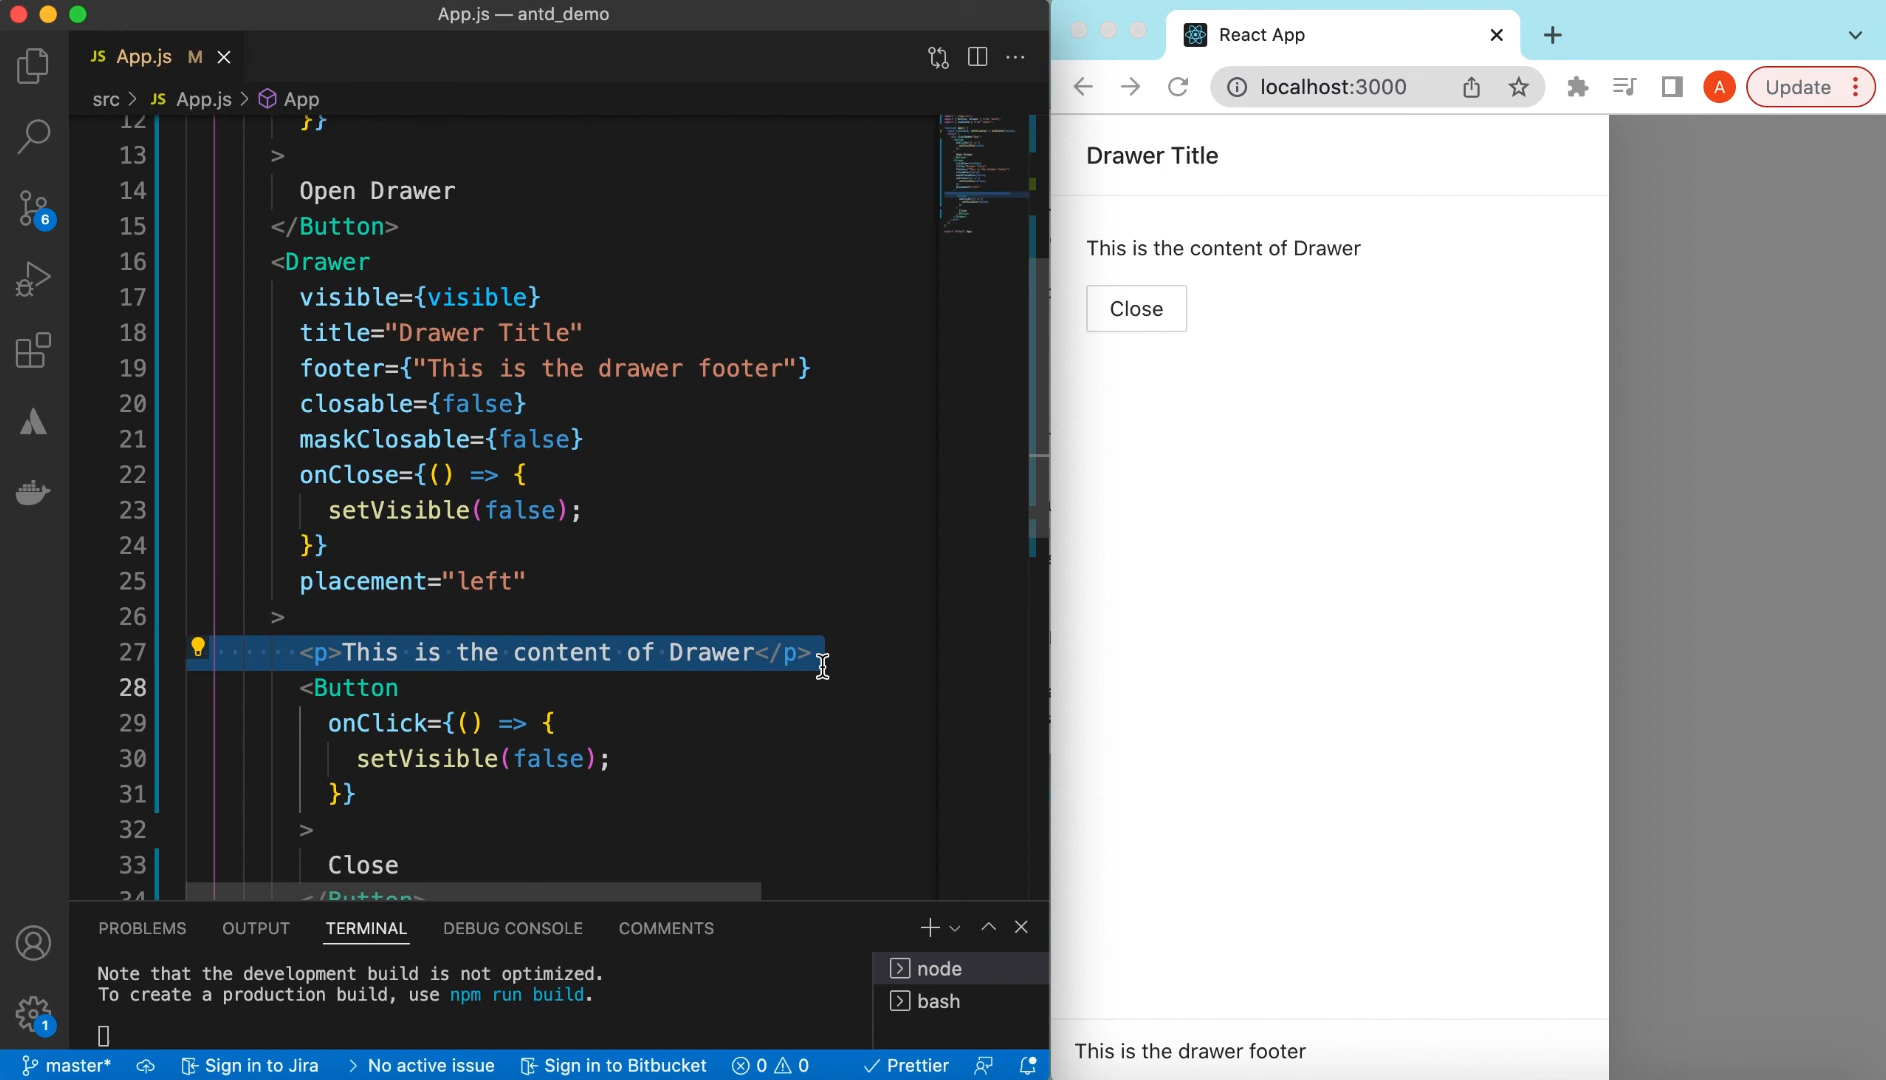 App.js — antd_demo
JS App.js M
src > JS App.js > App
12 }}
13 >
14 Open Drawer
15 </Button>
16 <Drawer
17 visible={visible}
18 title="Drawer Title"
19 footer={"This is the drawer footer"}
20 closable={false}
21 maskClosable={false}
22 onClose={() => {
23 setVisible(false);
24 }}
25 placement="left"
26 >
27 <p>This is the content of Drawer</p>
28 <Button
29 onClick={() => {
30 setVisible(false);
31 }}
32 >
33 Close
34 </Button>
6
1
PROBLEMS OUTPUT TERMINAL DEBUG CONSOLE COMMENTS
Note that the development build is not optimized.
To create a production build, use npm run build.
node
bash
master* Sign in to Jira > No active issue Sign in to Bitbucket 0 0 Prettier
React App
localhost:3000 A Update
Drawer Title
This is the content of Drawer
Close
This is the drawer footer